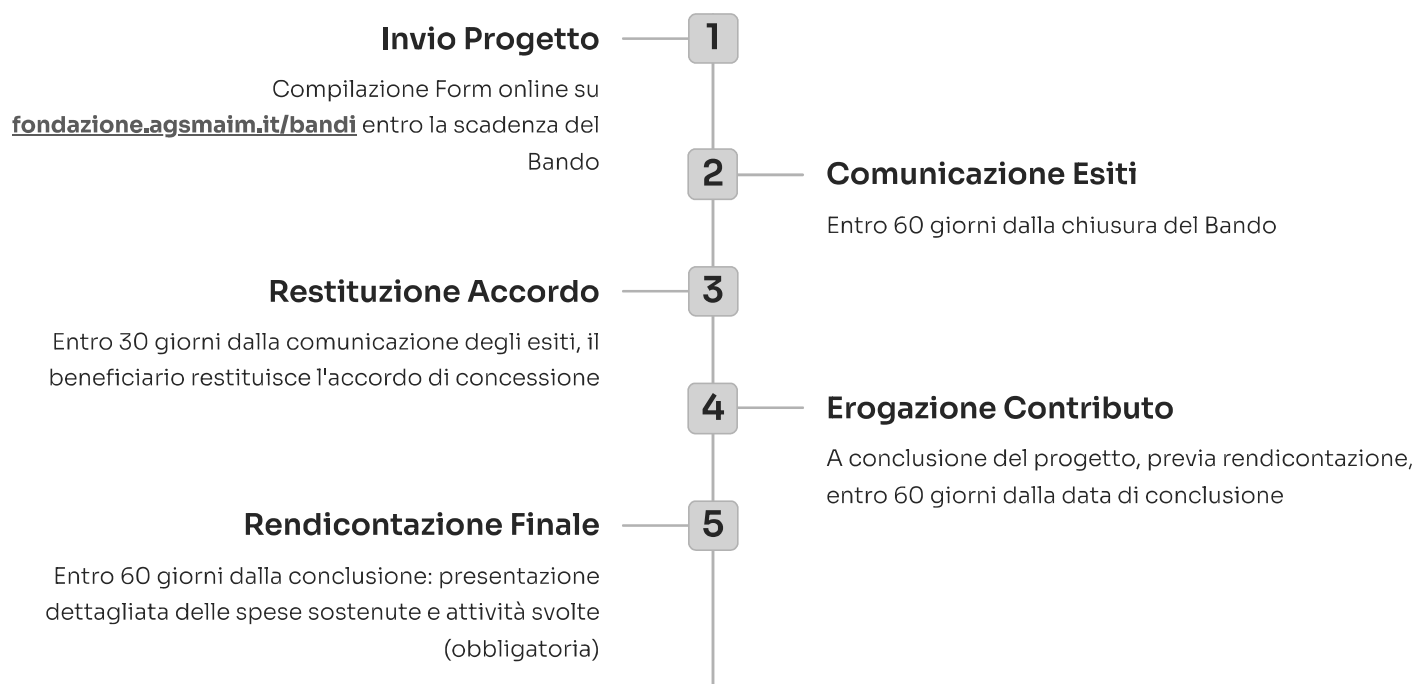 1
Invio Progetto
Compilazione Form online su
fondazione.agsmaim.it/bandi entro la scadenza del
Bando
2
Comunicazione Esiti
Entro 60 giorni dalla chiusura del Bando
3
Restituzione Accordo
Entro 30 giorni dalla comunicazione degli esiti, il
beneficiario restituisce l'accordo di concessione
4
Erogazione Contributo
A conclusione del progetto, previa rendicontazione,
entro 60 giorni dalla data di conclusione
5
Rendicontazione Finale
Entro 60 giorni dalla conclusione: presentazione
dettagliata delle spese sostenute e attività svolte
(obbligatoria)